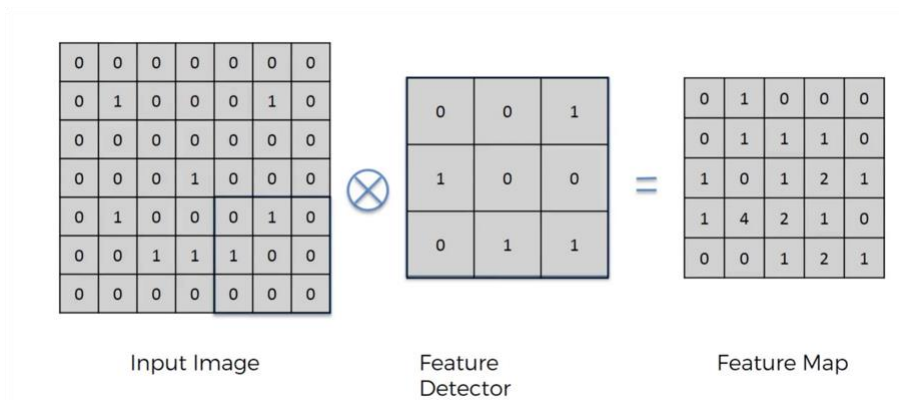 0 0 0 0 0 0 0
0 1 0 0 0 1 0
0 0 0 0 0 0 0
0 0 0 1 0 0 0
0 1 0 0 0 1 0
0 0 1 1 1 0 0
0 0 0 0 0 0 0
Input Image
0 0 1
1 0 0
0 1 1
Feature
Detector
=
0 1 0 0 0
0 1 1 1 0
1 0 1 2 1
1 4 2 1 0
0 0 1 2 1
Feature Map